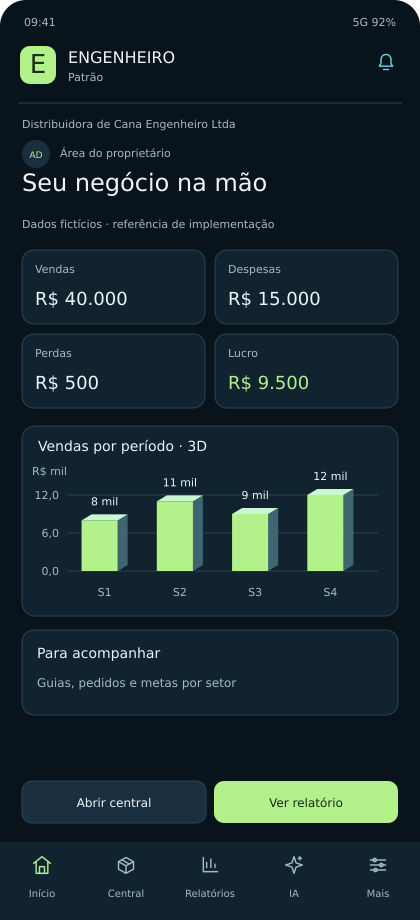 09:41
5G 92%
E
ENGENHEIRO
Patrão
Distribuidora de Cana Engenheiro Ltda
AD
Área do proprietário
Seu negócio na mão
Dados fictícios · referência de implementação
Vendas
R$ 40.000
Despesas
R$ 15.000
Perdas
R$ 500
Lucro
R$ 9.500
Vendas por período · 3D
R$ mil
12,0
6,0
0,0
8 mil
11 mil
9 mil
12 mil
S1
S2
S3
S4
Para acompanhar
Guias, pedidos e metas por setor
Abrir central
Ver relatório
Início
Central
Relatórios
IA
Mais